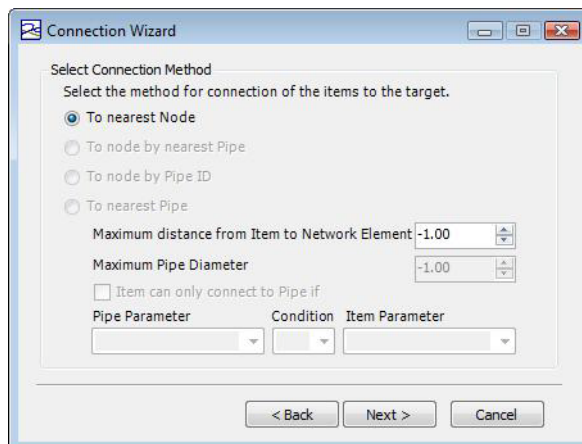 Connection Wizard
Select Connection Method
Select the method for connection of the items to the target.
To nearest Node
To node by nearest Pipe
To node by Pipe ID
To nearest Pipe
Maximum distance from Item to Network Element -1.00
Maximum Pipe Diameter -1.00
Item can only connect to Pipe if
Pipe Parameter Condition Item Parameter
< Back Next > Cancel